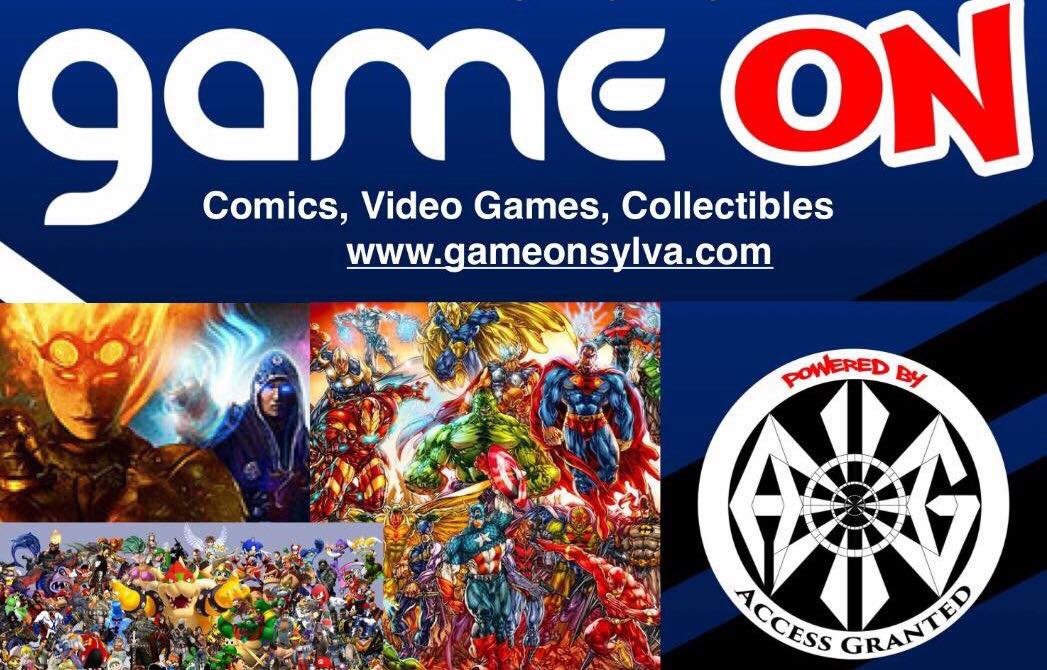 game ON
Comics, Video Games, Collectibles
www.gameonsylva.com
POWERED BY
AG
ACCESS GRANTED